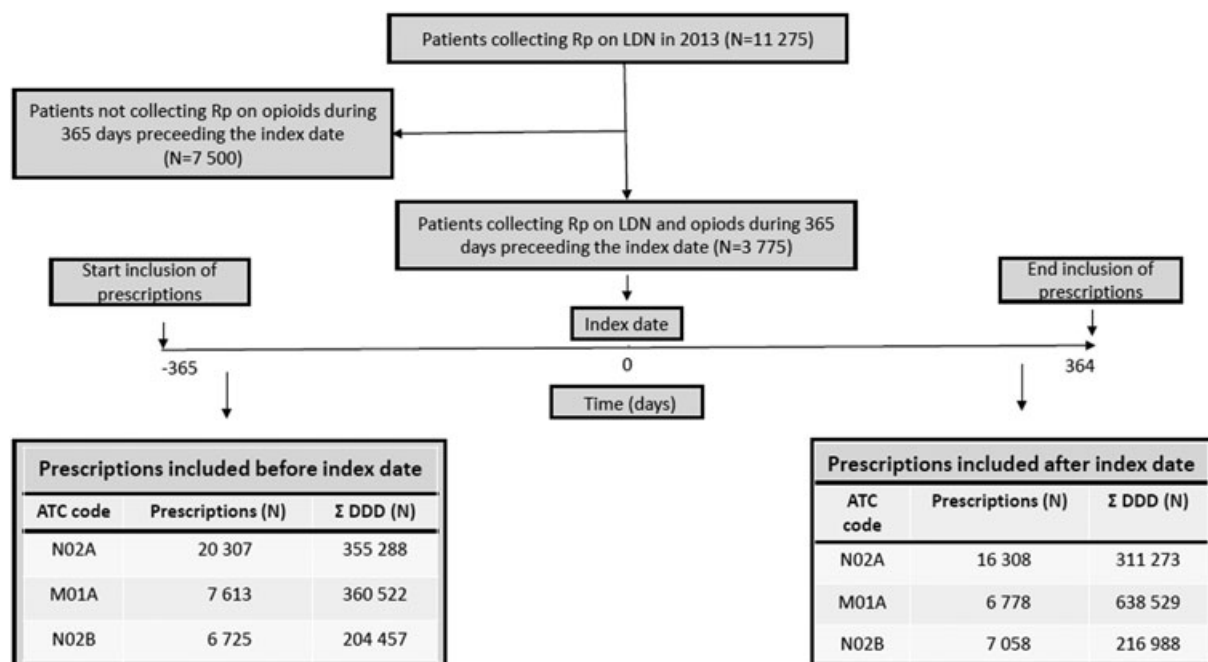 Patients collecting Rp on LDN in 2013 (N=11 275)
Patients not collecting Rp on opioids during
365 days preceeding the index date
(N=7 500)
Patients collecting Rp on LDN and opiods during 365
days preceeding the index date (N=3 775)
Start inclusion of
prescriptions
End inclusion of
prescriptions
Index date
-365
0
364
Time (days)
Prescriptions included before index date
ATC code Prescriptions (N) Σ DDD (N)
N02A 20 307 355 288
M01A 7 613 360 522
N02B 6 725 204 457
Prescriptions included after index date
ATC
code
Prescriptions (N) Σ DDD (N)
N02A 16 308 311 273
M01A 6 778 638 529
N02B 7 058 216 988